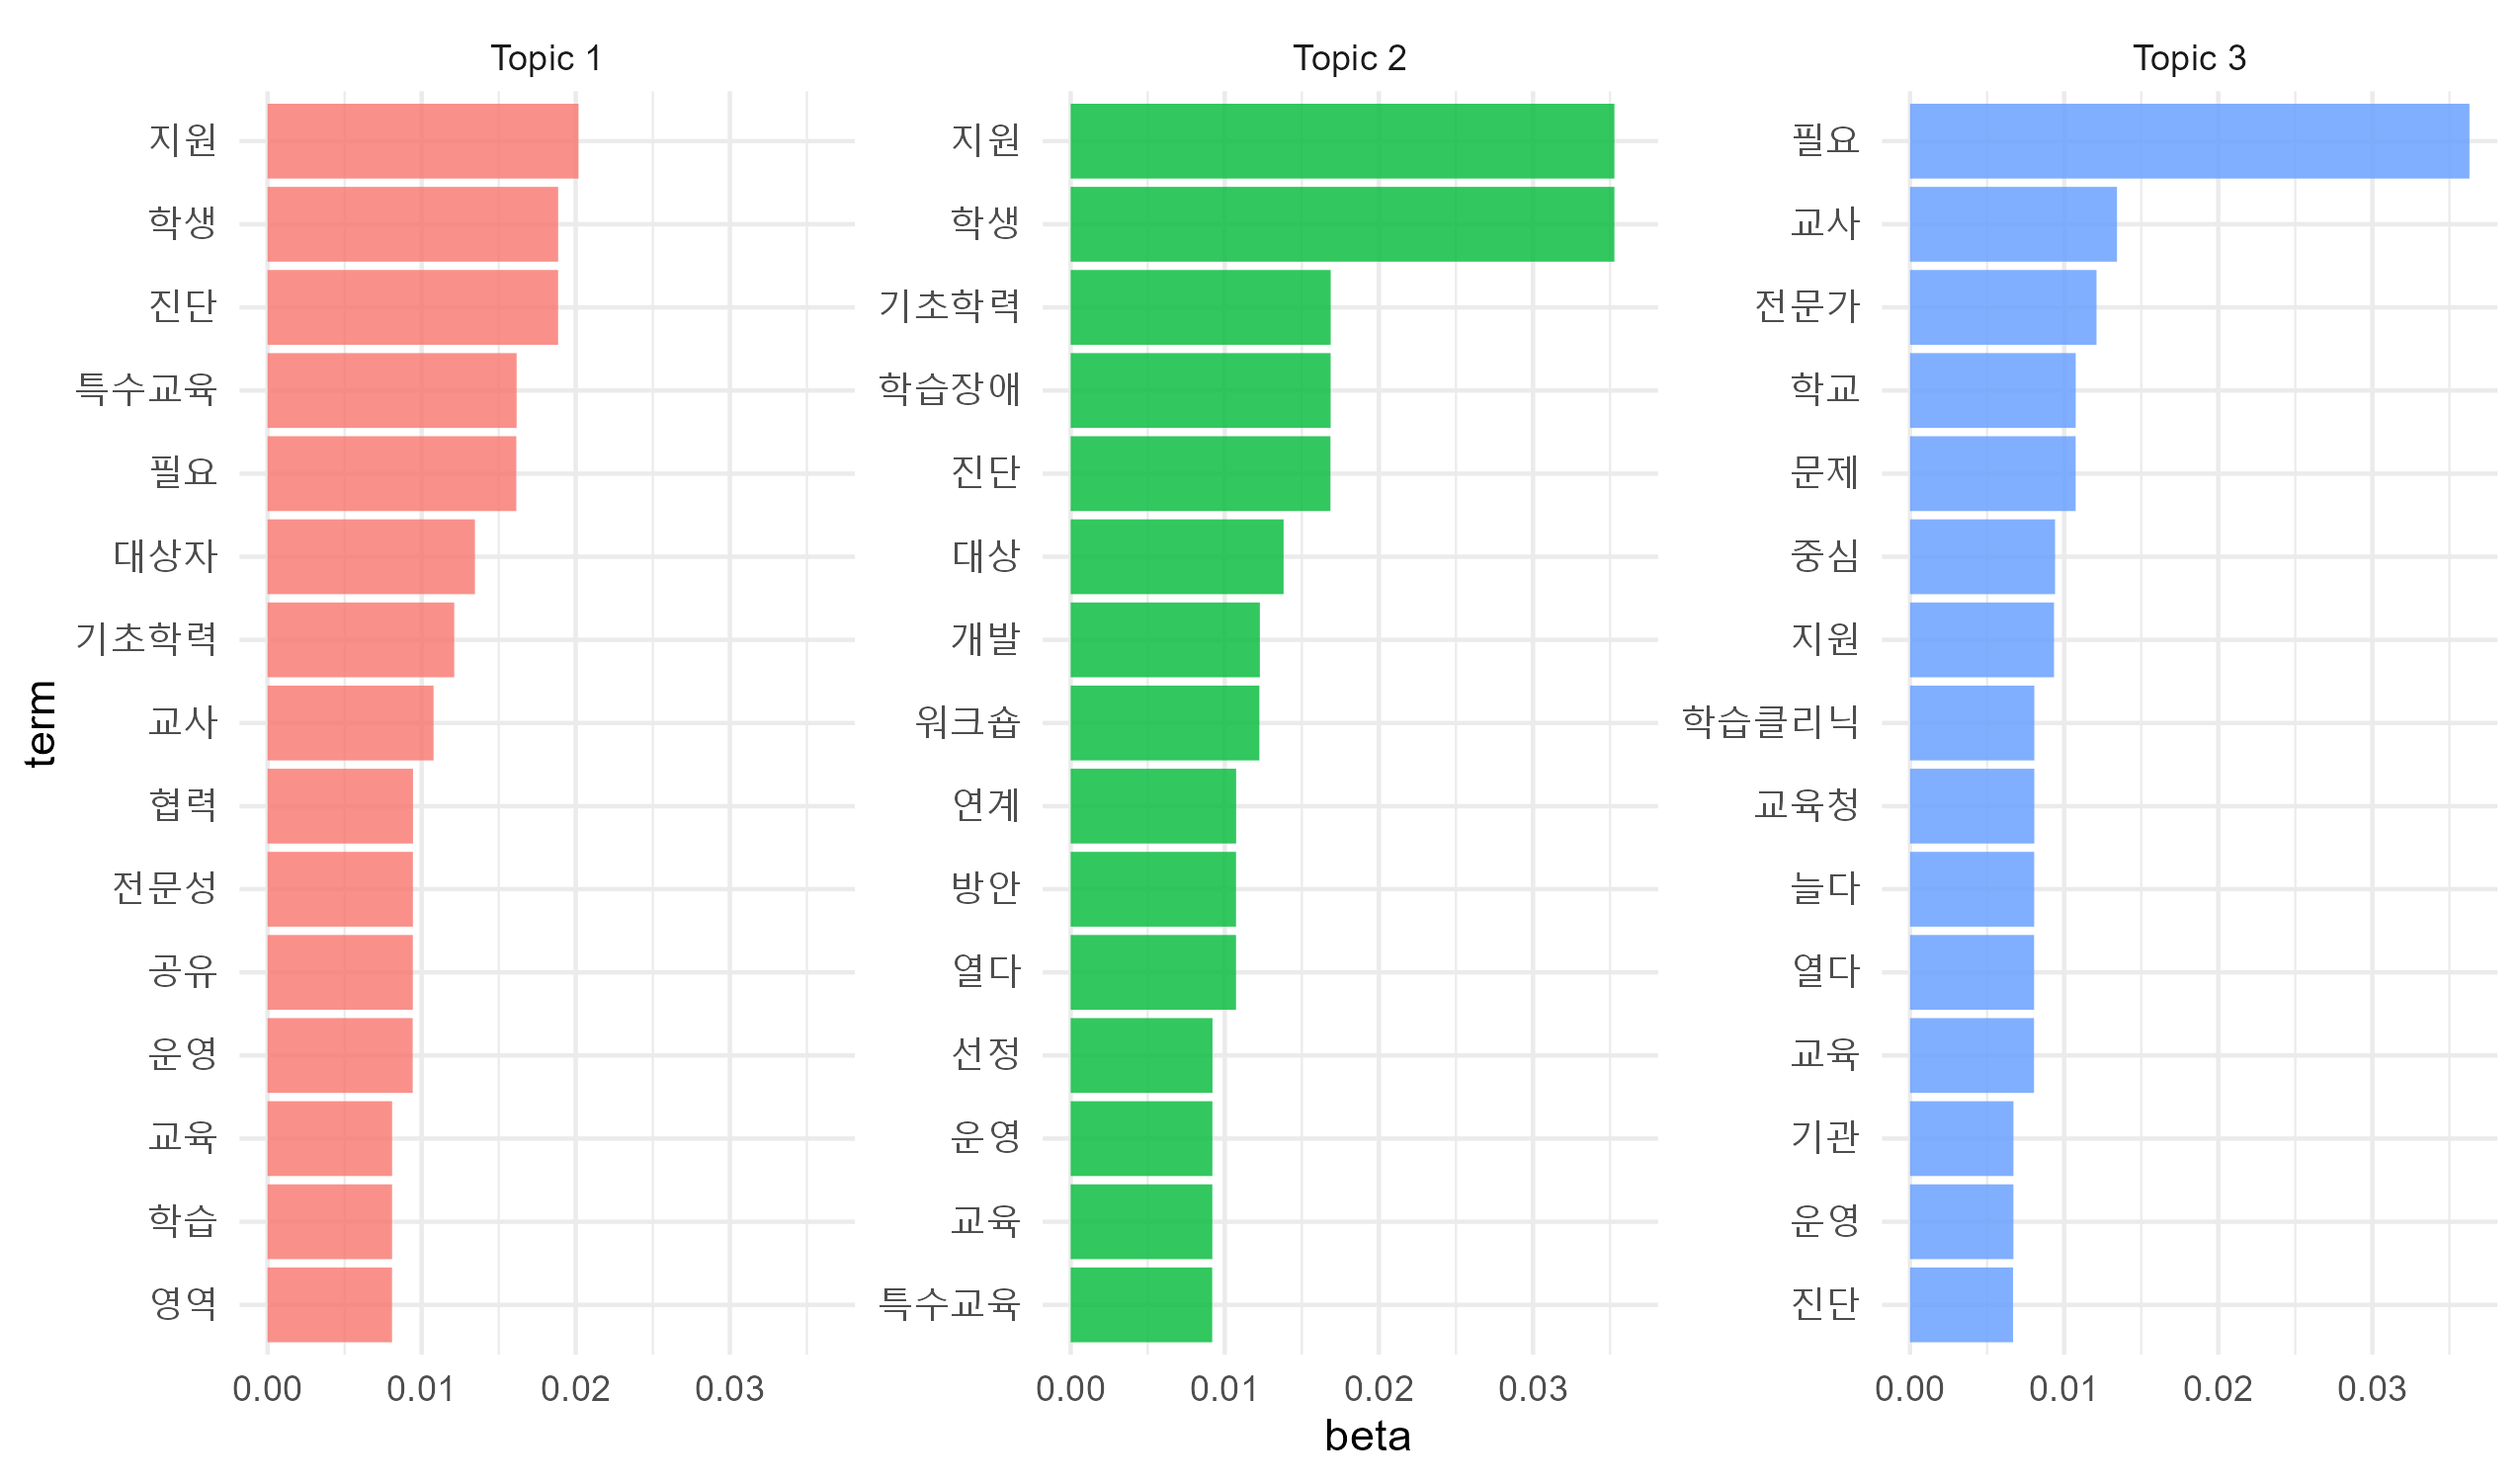 Topic 1
지원
학생
진단
특수교육
필요
대상자
기초학력
교사
협력
전문성
공유
운영
교육
학습
영역
0.00 0.01 0.02 0.03
Topic 2
지원
학생
기초학력
학습장애
진단
대상
개발
워크숍
연계
방안
열다
선정
운영
교육
특수교육
0.00 0.01 0.02 0.03
Topic 3
필요
교사
전문가
학교
문제
중심
지원
학습클리닉
교육청
늘다
열다
교육
기관
운영
진단
0.00 0.01 0.02 0.03
term
beta